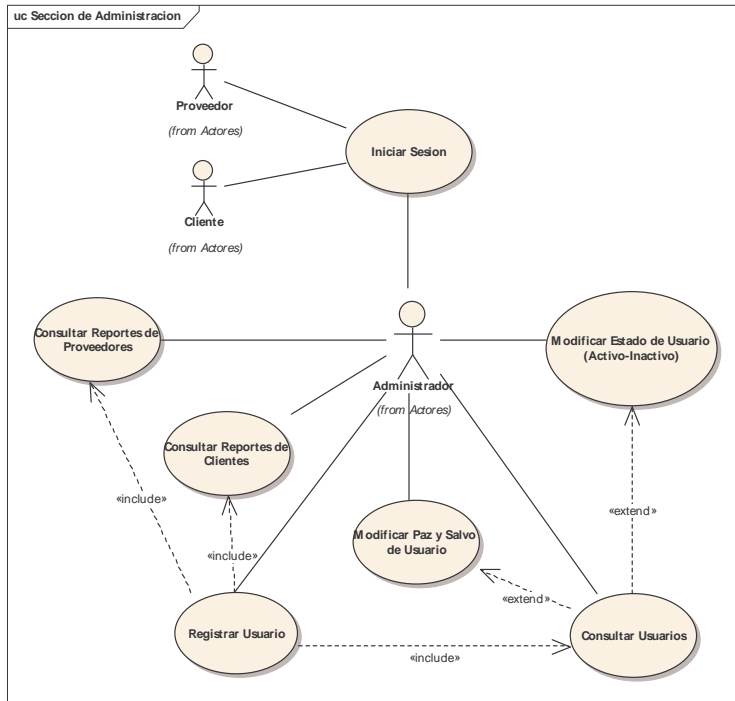 uc Seccion de Administracion
Proveedor
(from Actores)
Iniciar Sesion
Cliente
(from Actores)
Consultar Reportes de
Proveedores
Modificar Estado de Usuario
(Activo-Inactivo)
Administrador
(from Actores)
Consultar Reportes de
Clientes
«include»
«extend»
Modificar Paz y Salvo
de Usuario
«include»
«extend»
Registrar Usuario
Consultar Usuarios
«include»